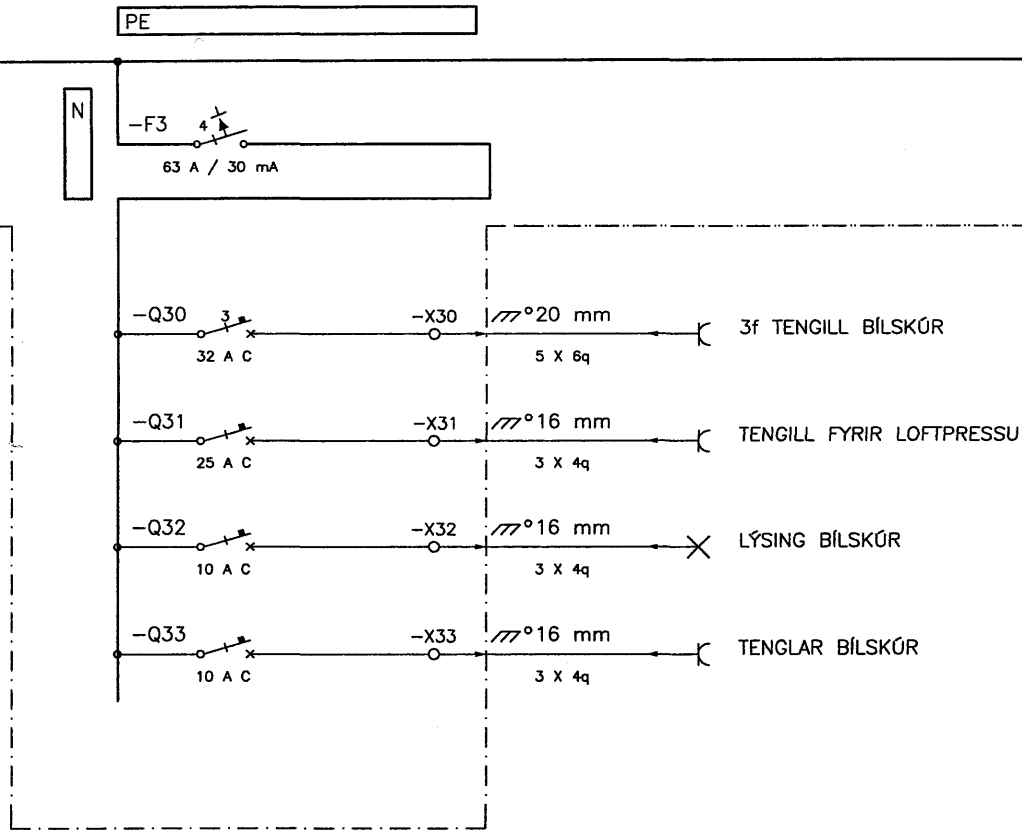 PE
N
-F3
4
63 A / 30 mA
-Q30
3
32 A C
-X30
20 mm
5 X 6q
3f TENGILL BÍLSKÚR
-Q31
25 A C
-X31
16 mm
3 X 4q
TENGILL FYRIR LOFTPRESSU
-Q32
10 A C
-X32
16 mm
3 X 4q
LÝSING BÍLSKÚR
-Q33
10 A C
-X33
16 mm
3 X 4q
TENGLAR BÍLSKÚR